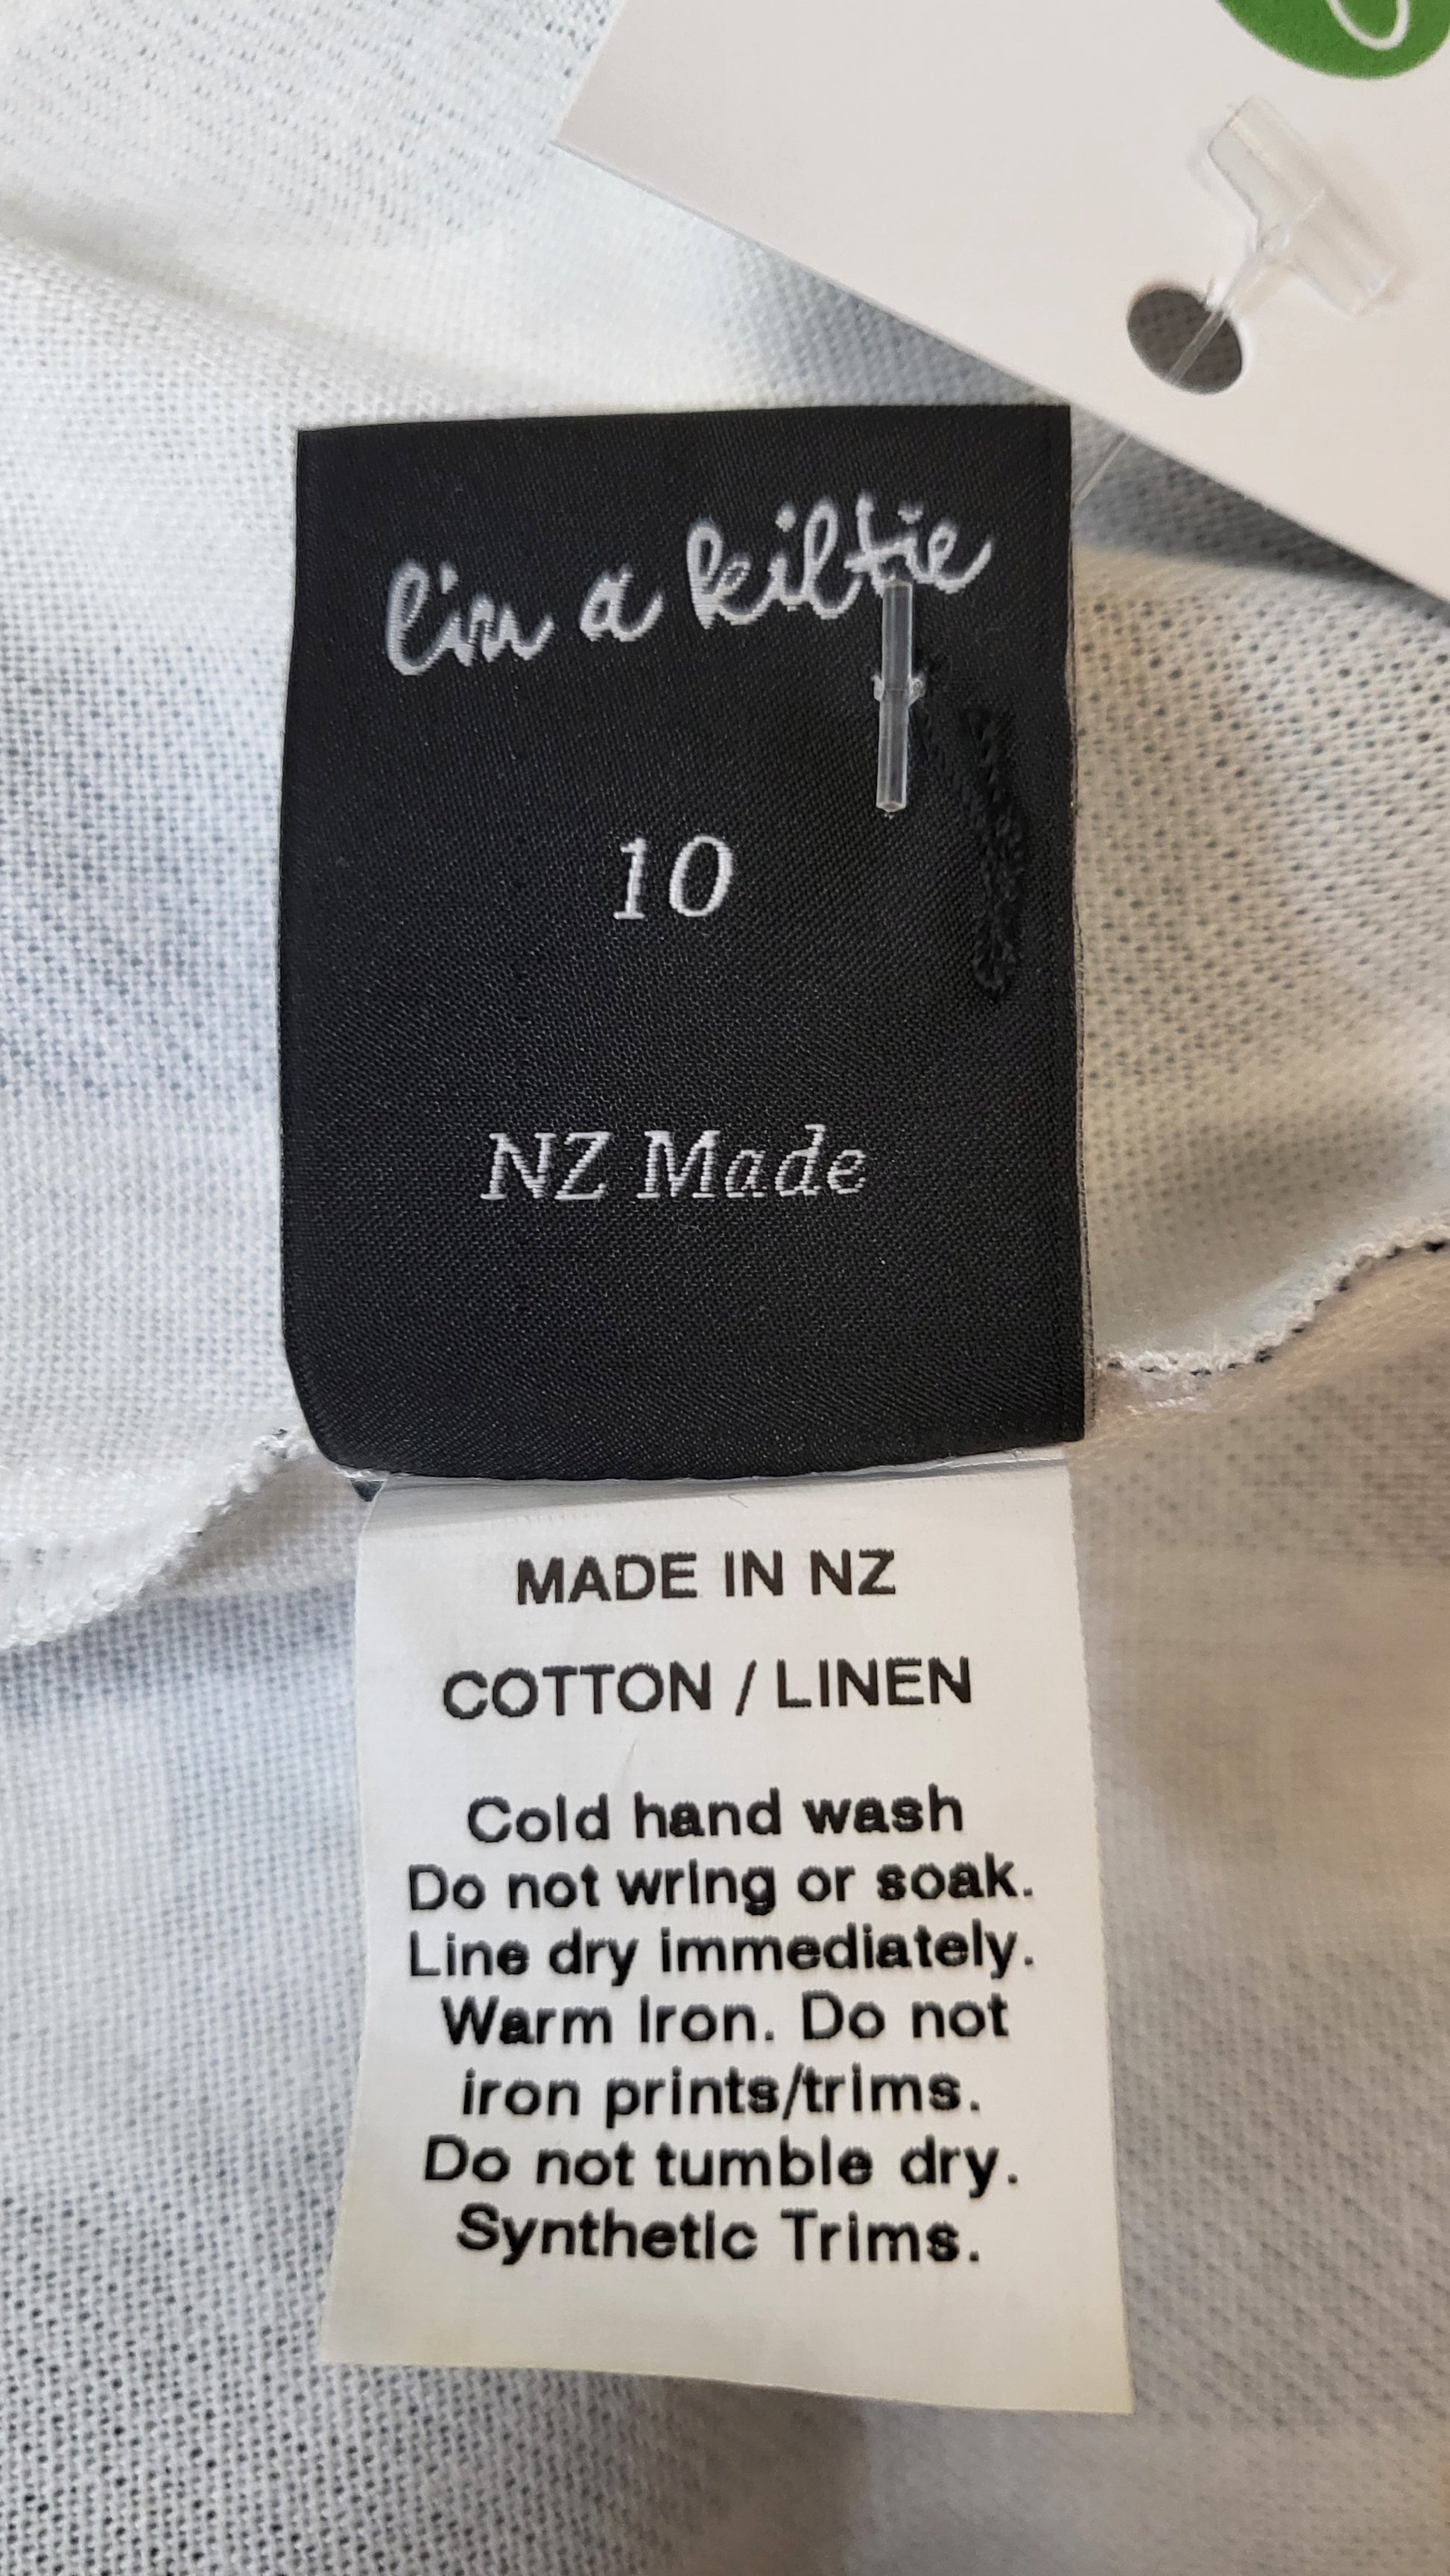 lin a kiltie
10
NZ Made
MADE IN NZ
COTTON / LINEN
Cold hand wash
Do not wring or soak.
Line dry immediately.
Warm Iron. Do not
iron prints/trims.
Do not tumble dry.
Synthetic Trims.